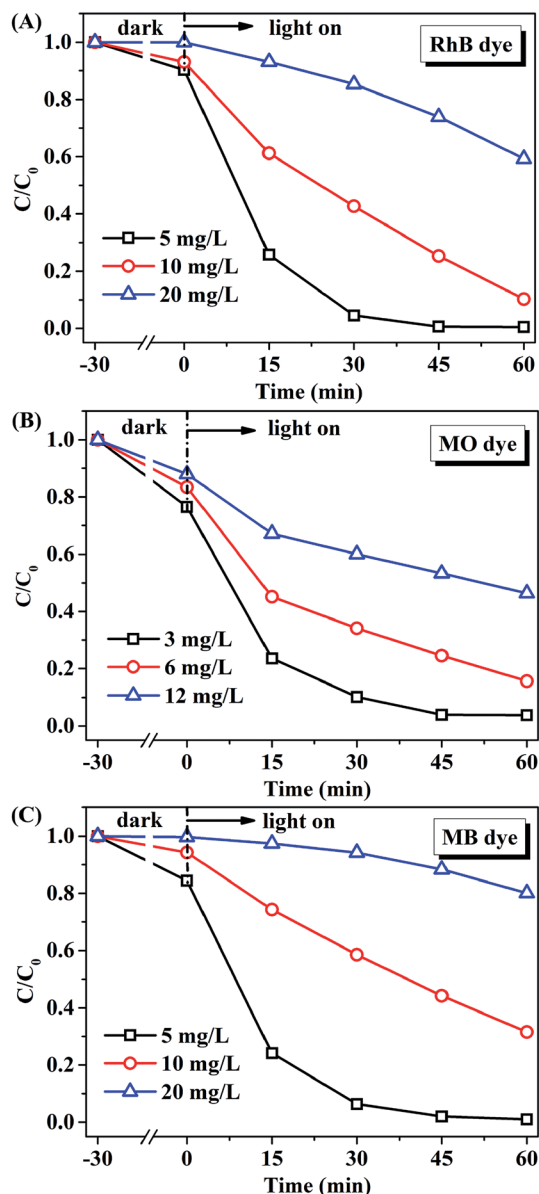 (A)
dark
light on
RhB dye
1.0
0.8
0.6
0.4
0.2
0.0
C/C0
5 mg/L
10 mg/L
20 mg/L
-30 0 15 30 45 60
Time (min)
(B)
dark
light on
MO dye
1.0
0.8
0.6
0.4
0.2
0.0
C/C0
3 mg/L
6 mg/L
12 mg/L
-30 0 15 30 45 60
Time (min)
(C)
dark
light on
MB dye
1.0
0.8
0.6
0.4
0.2
0.0
C/C0
5 mg/L
10 mg/L
20 mg/L
-30 0 15 30 45 60
Time (min)